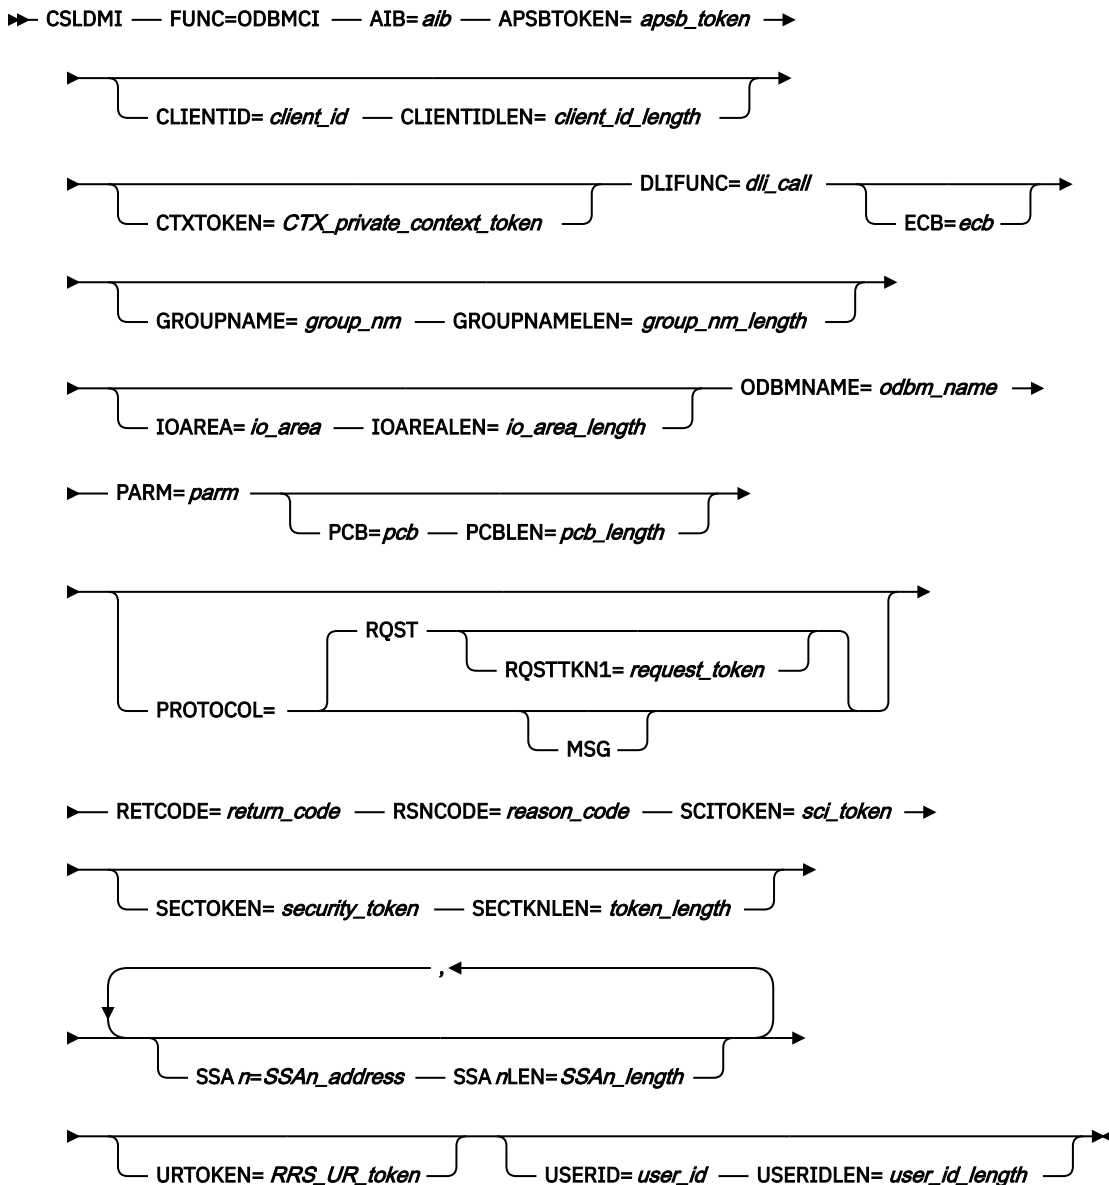 CSLDMI FUNC=ODBMCI AIB= aib APSBTOKEN= apsb_token
CLIENTID= client_id CLIENTIDLEN= client_id_length
DLIFUNC= dli_call
CTXTOKEN= CTX_private_context_token ECB= ecb
GROUPNAME= group_nm GROUPNAMELEN= group_nm_length
ODBMNAME= odbm_name
IOAREA= io_area IOAREALEN= io_area_length
PARM= parm
PCB= pcb PCBLEN= pcb_length
RQST
RQSTTKN1= request_token
PROTOCOL=
MSG
RETCODE= return_code RSNCODE= reason_code SCITOKEN= sci_token
SECTOKEN= security_token SECTKNLEN= token_length
,
SSA n= SSAn_address SSA nLEN= SSAn_length
URTOKEN= RRS_UR_token USERID= user_id USERIDLEN= user_id_length